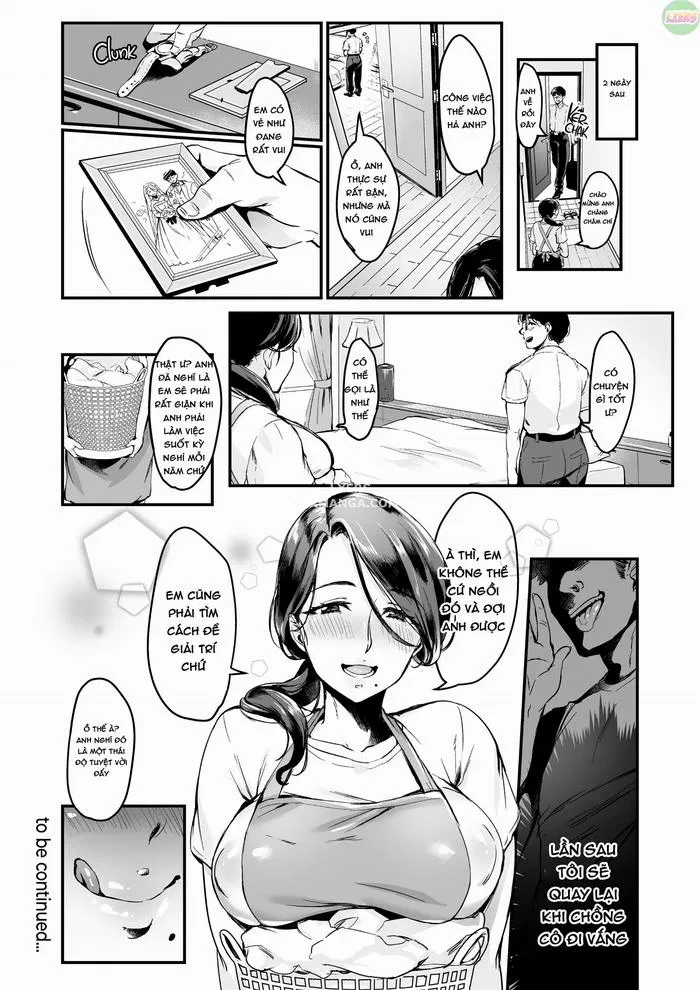 2 NGÀY
SAU
ANH
VỀ RỒI
ĐÂY
KER
CHAK
CHÀO
MỪNG ANH
CHÀNG
CHĂM CHỈ
CÔNG VIỆC
THẾ NÀO
HẢ ANH?
Ồ, ANH
THỰC SỰ
RẤT BẬN,
NHƯNG MÀ
NÓ CŨNG
VUI
Clunk
EM CÓ
VẺ NHƯ
ĐANG
RẤT VUI
CÓ
CHUYỆN
GÌ TỐT
Ư?
CÓ
THỂ
GỌI LÀ
NHƯ
THẾ
THẬT Ư? ANH
ĐÃ NGHĨ LÀ
EM SẼ PHẢI
RẤT GIẬN KHI
ANH PHẢI
LÀM VIỆC
SUỐT KỲ
NGHỈ MỖI
NĂM CHỨ
À THÌ, EM
KHÔNG THỂ
CỨ NGỒI
ĐÓ VÀ ĐỢI
ANH ĐƯỢC
EM CŨNG
PHẢI TÌM
CÁCH ĐỂ
GIẢI TRÍ
CHỨ
LẦN SAU
TÔI SẼ
QUAY LẠI
KHI CHỒNG
CÔ ĐI VẮNG
Ồ THẾ À?
ANH NGHĨ ĐÓ
LÀ MỘT THÁI
ĐỘ TUYỆT VỜI
ĐẤY
to be continued...